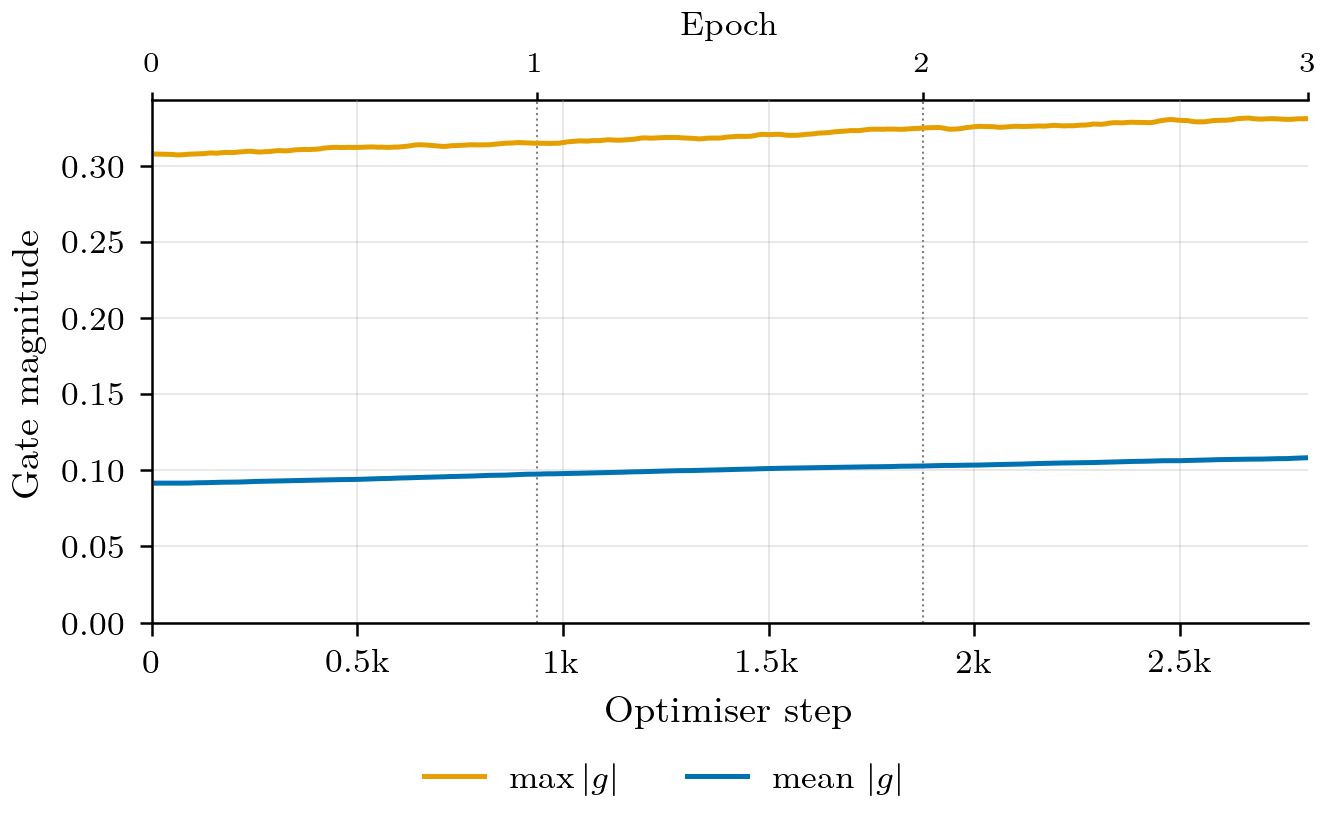 Epoch
0 1 2 3
Gate magnitude
0.30
0.25
0.20
0.15
0.10
0.05
0.00
0 0.5k 1k 1.5k 2k 2.5k
Optimiser step
max |g| mean |g|